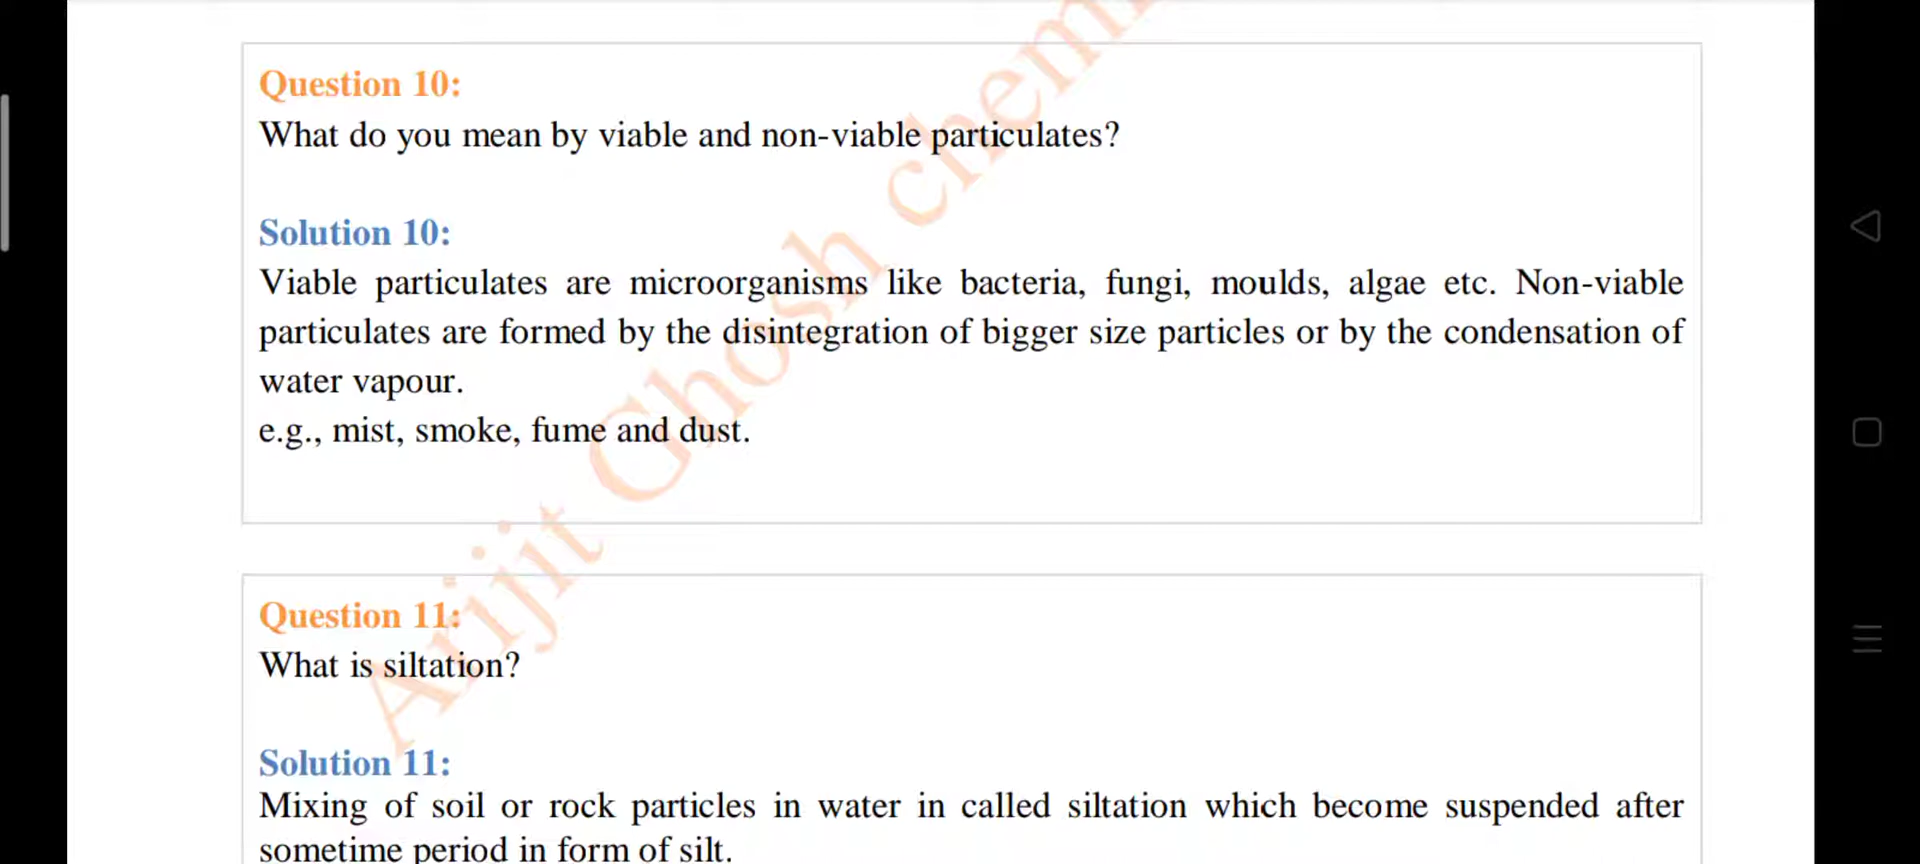 Question 10:
What do you mean by viable and non-viable particulates?
Solution 10:
Viable particulates are microorganisms like bacteria, fungi, moulds, algae etc. Non-viable
particulates are formed by the disintegration of bigger size particles or by the condensation of
water vapour.
e.g., mist, smoke, fume and dust.
Arijit Ghosh chem
Question 11:
What is siltation?
Solution 11:
Mixing of soil or rock particles in water in called siltation which become suspended after
sometime period in form of silt.